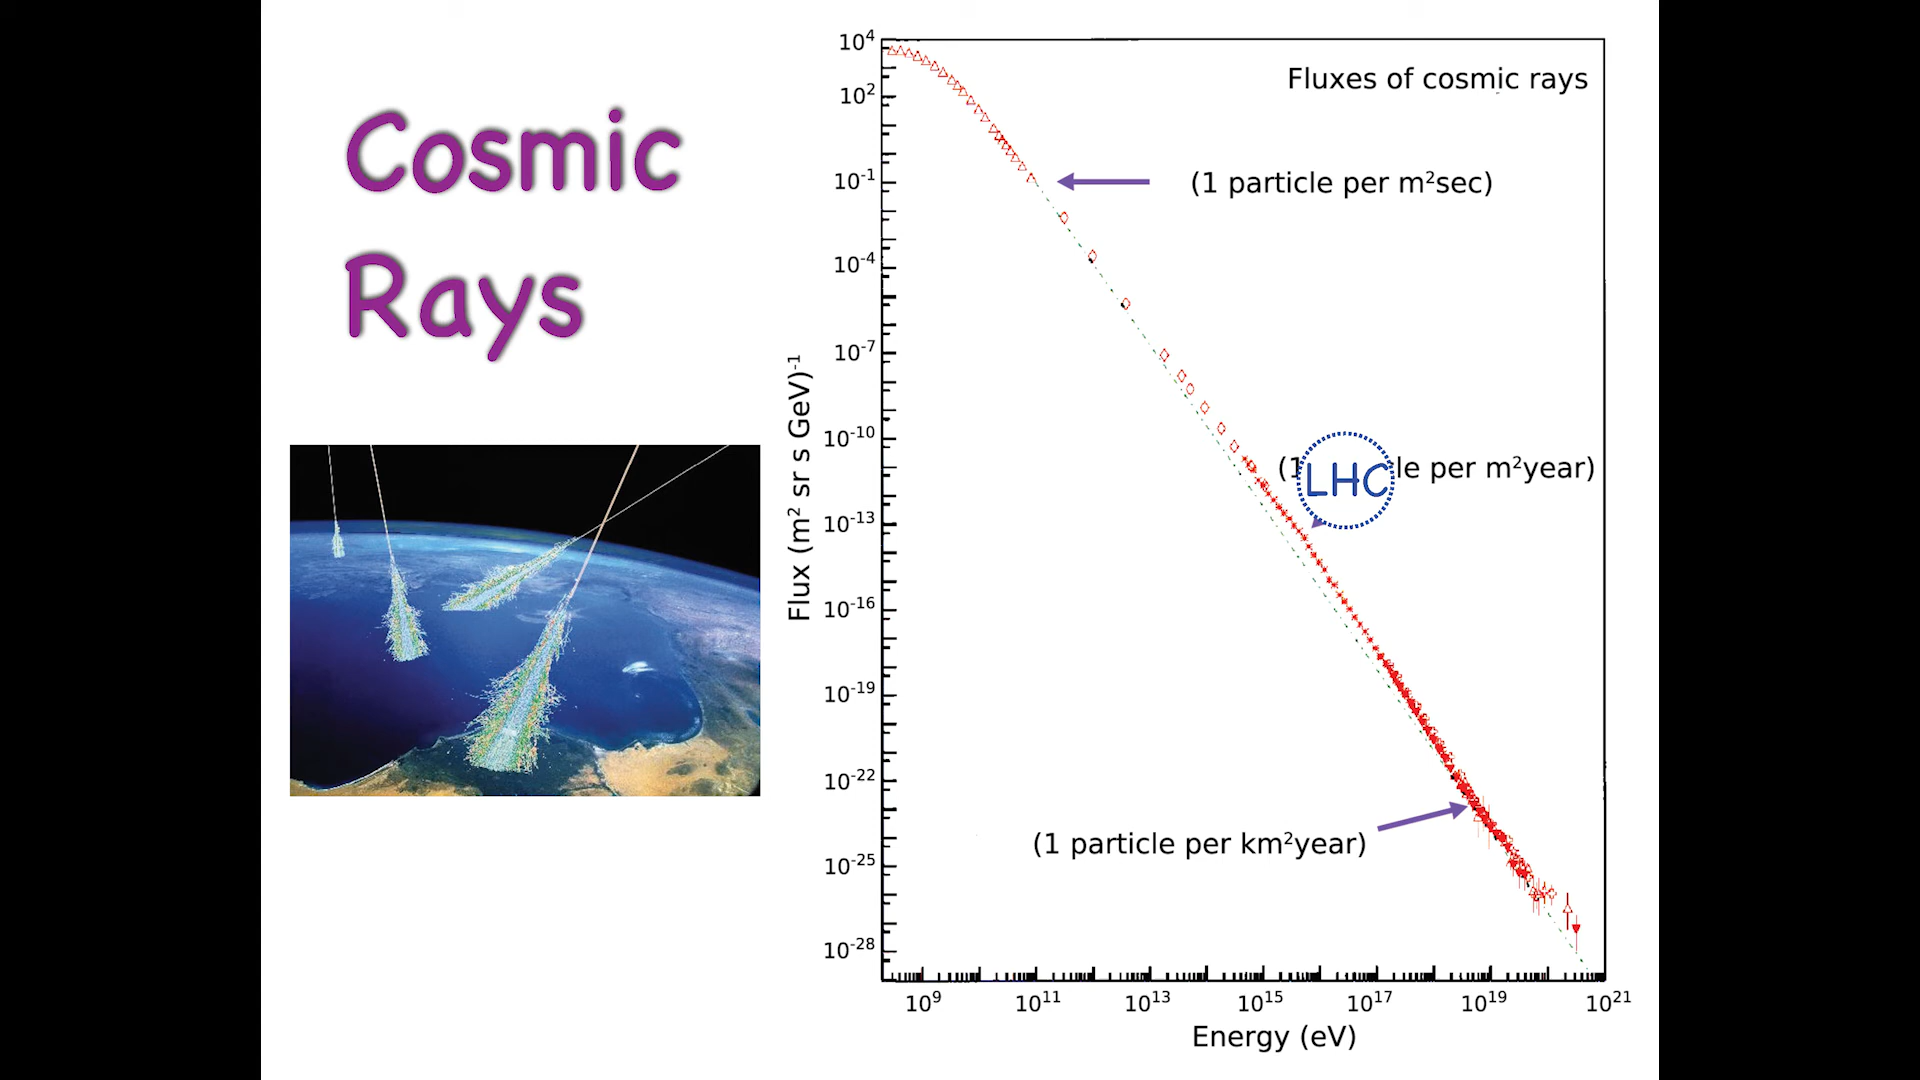 Cosmic
Rays
Fluxes of cosmic rays
(1 particle per m²sec)
(1
LHC
le per m²year)
(1 particle per km²year)
Flux (m² sr s GeV)⁻¹
10⁴
10²
10⁻¹
10⁻⁴
10⁻⁷
10⁻¹⁰
10⁻¹³
10⁻¹⁶
10⁻¹⁹
10⁻²²
10⁻²⁵
10⁻²⁸
10⁹ 10¹¹ 10¹³ 10¹⁵ 10¹⁷ 10¹⁹ 10²¹
Energy (eV)